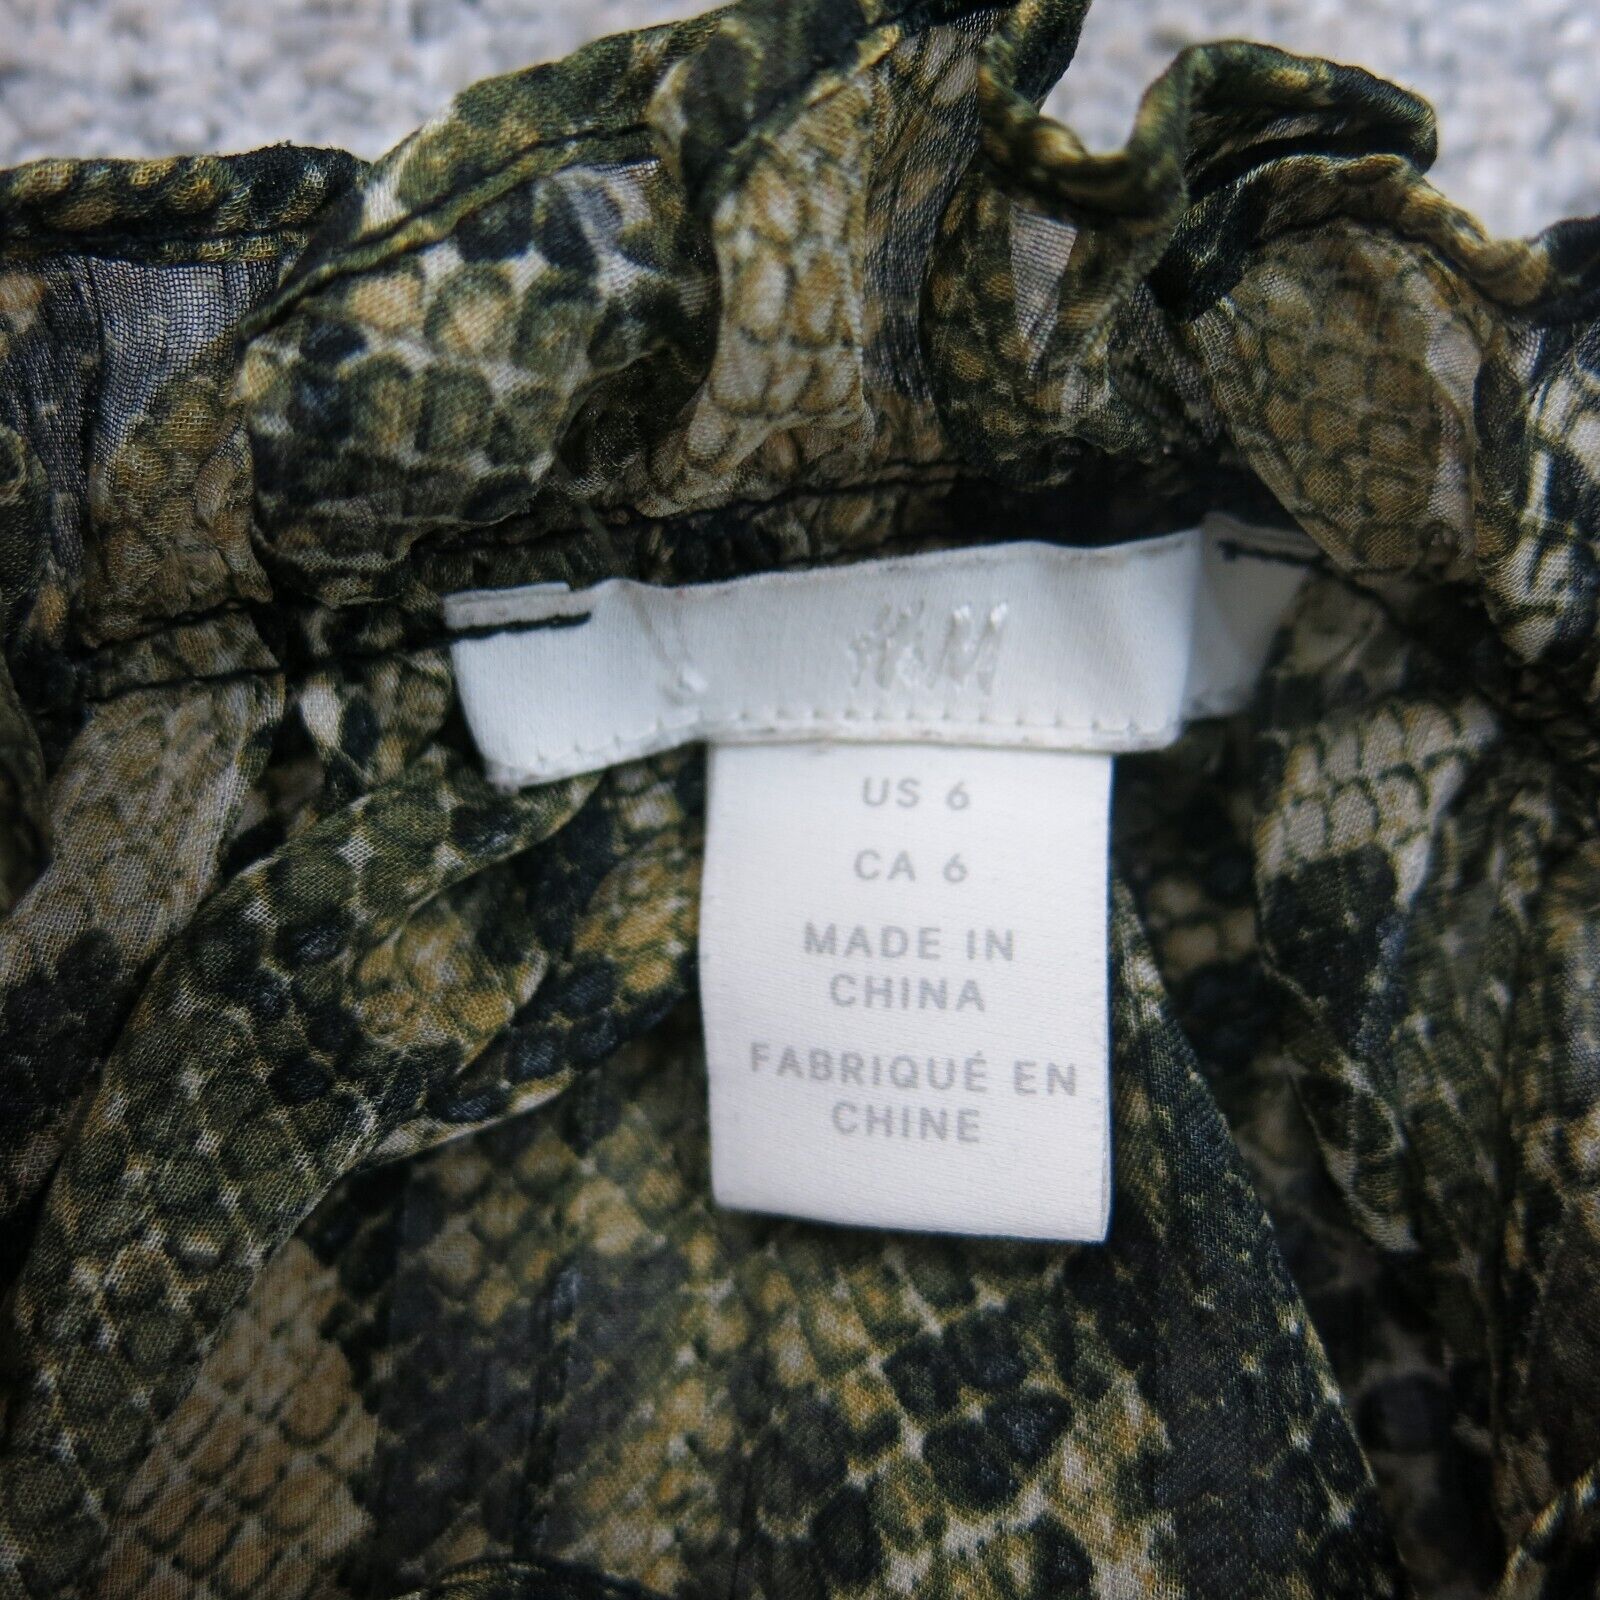 H&M
US 6
CA 6
MADE IN
CHINA
FABRIQUÉ EN
CHINE